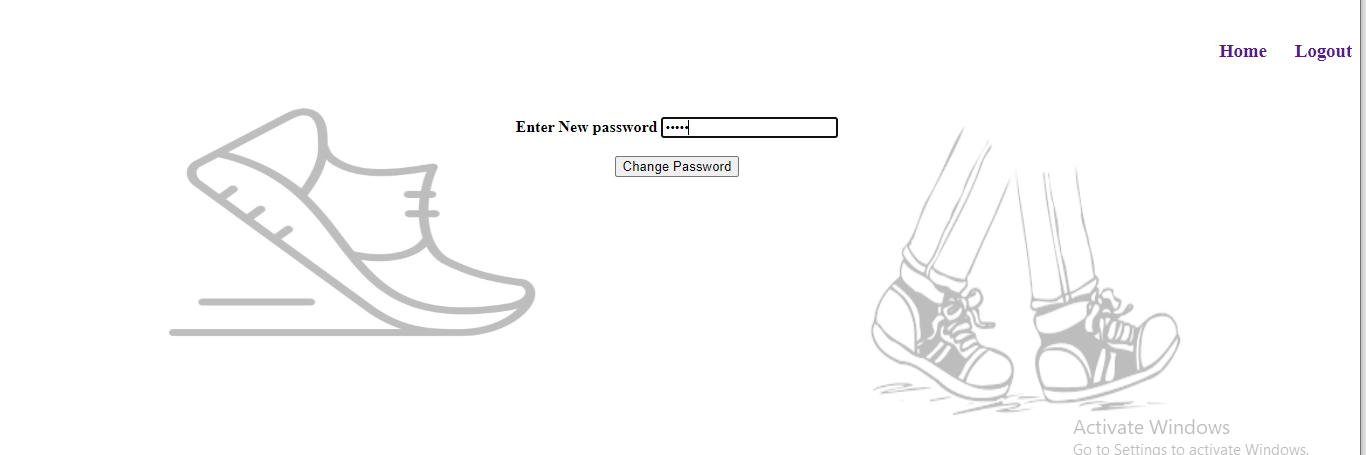 Home Logout
Enter New password •••••
Change Password
Activate Windows
Go to Settings to activate Windows.